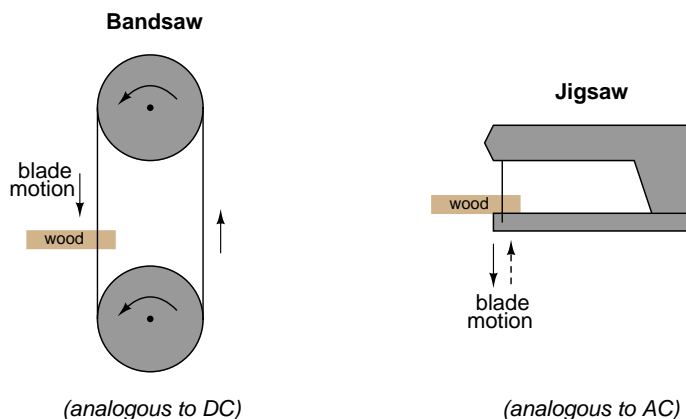 Bandsaw
blade
motion
wood
(analogous to DC)
Jigsaw
wood
blade
motion
(analogous to AC)